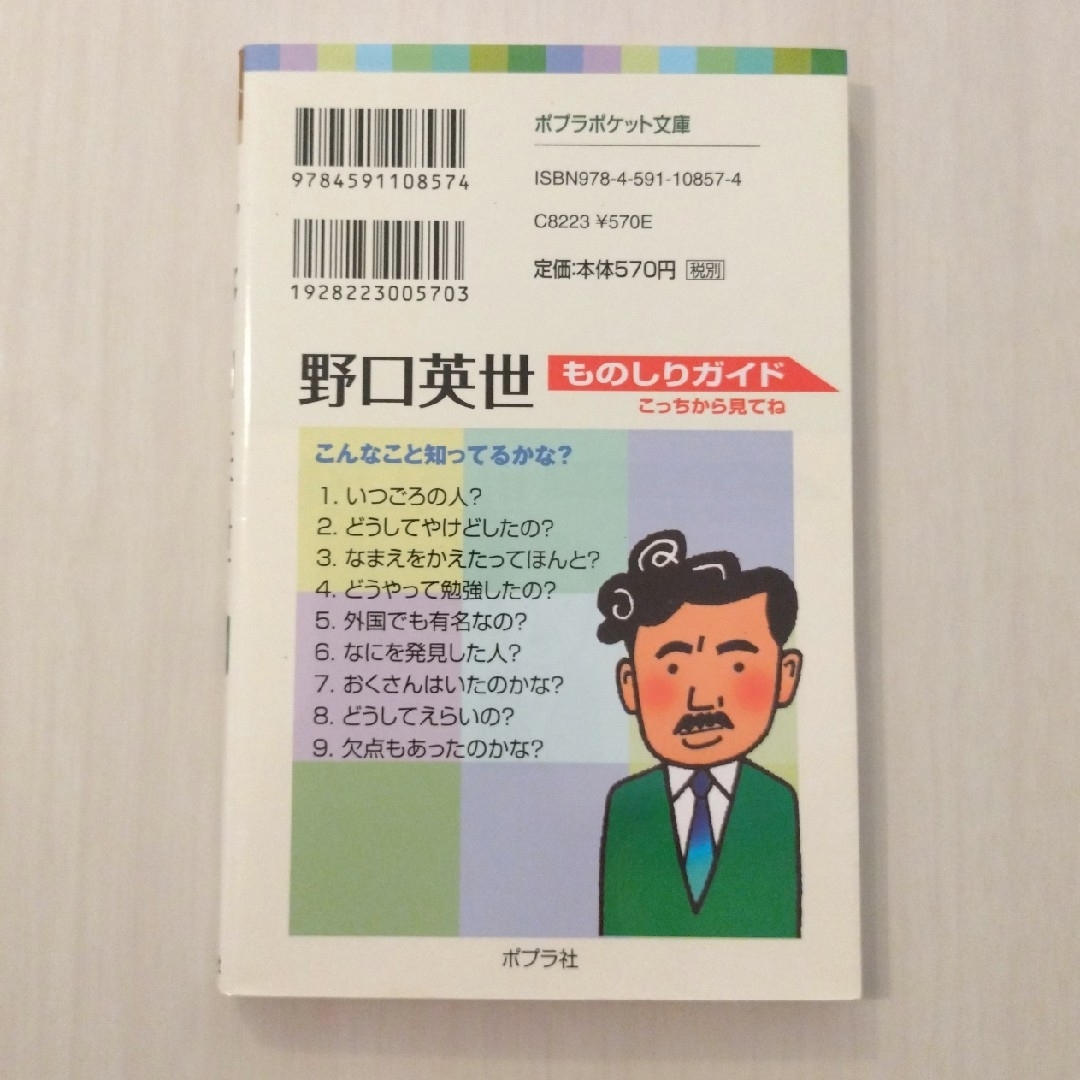 9784591108574
1928223005703
ポプラポケット文庫
ISBN978-4-591-10857-4
C8223 ¥570E
定価:本体570円 税別
野口英世 ものしりガイド
こっちから見てね
こんなこと知ってるかな?
1. いつごろの人?
2. どうしてやけどしたの?
3. なまえをかえたってほんと?
4. どうやって勉強したの?
5. 外国でも有名なの?
6. なにを発見した人?
7. おくさんはいたのかな?
8. どうしてえらいの?
9. 欠点もあったのかな?
ポプラ社